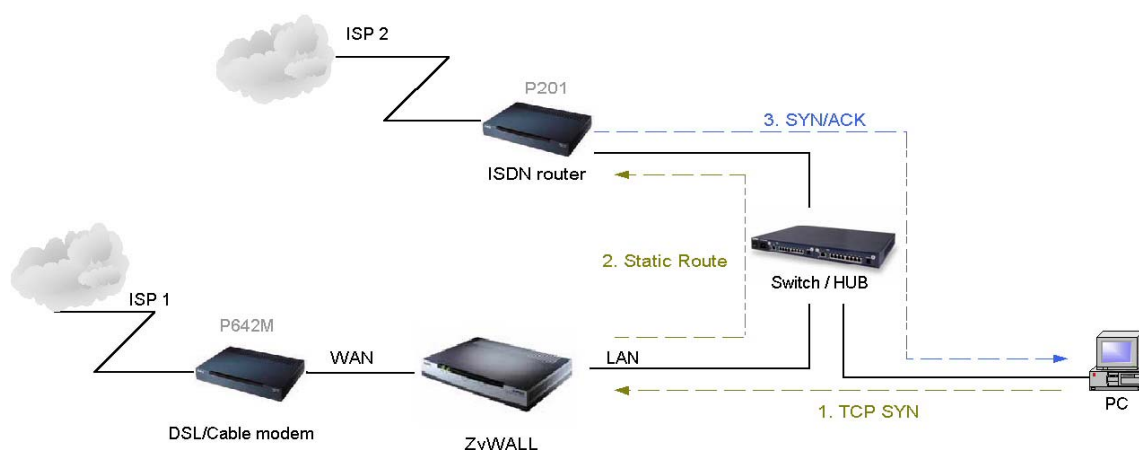 ISP 2
P201
3. SYN/ACK
ISDN router
2. Static Route
Switch / HUB
ISP 1
P642M
WAN
LAN
1. TCP SYN
PC
DSL/Cable modem
ZyWALL